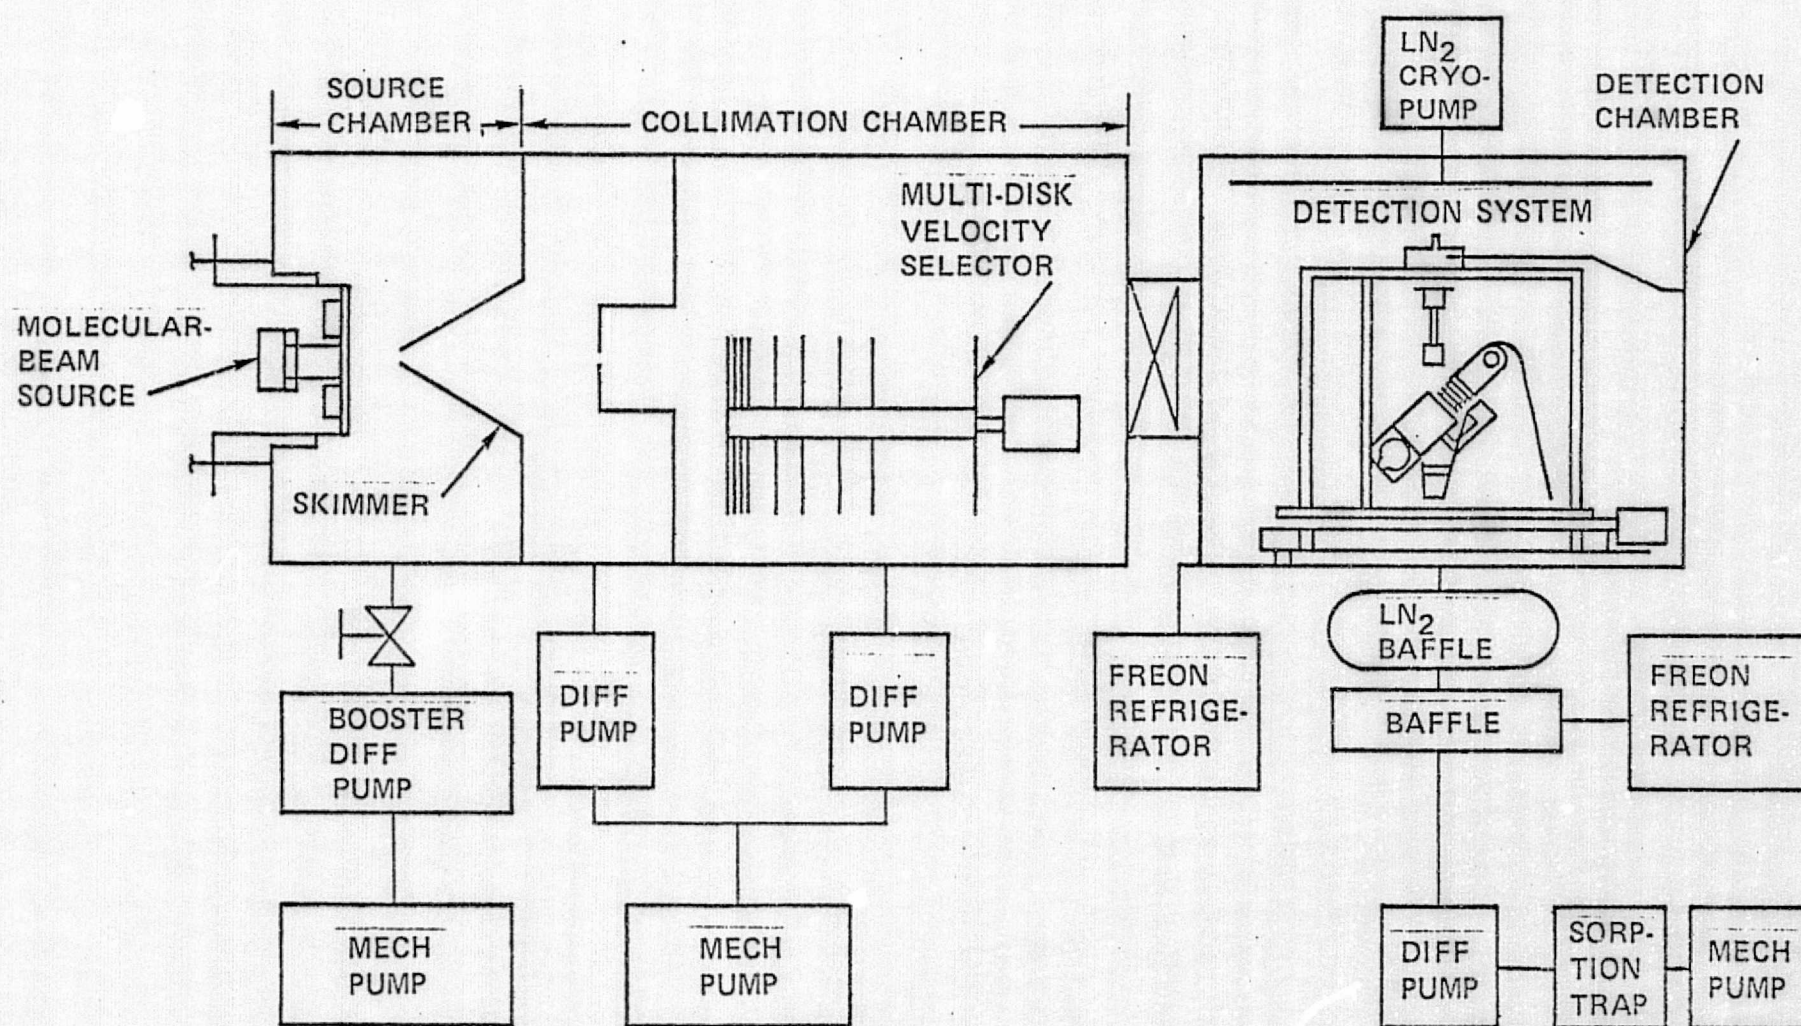 SOURCE
CHAMBER
COLLIMATION CHAMBER
LN2
CRYO-
PUMP
DETECTION
CHAMBER
MULTI-DISK
VELOCITY
SELECTOR
DETECTION SYSTEM
MOLECULAR-
BEAM
SOURCE
SKIMMER
BOOSTER
DIFF
PUMP
DIFF
PUMP
DIFF
PUMP
FREON
REFRIGE-
RATOR
LN2
BAFFLE
BAFFLE
FREON
REFRIGE-
RATOR
MECH
PUMP
MECH
PUMP
DIFF
PUMP
SORP-
TION
TRAP
MECH
PUMP